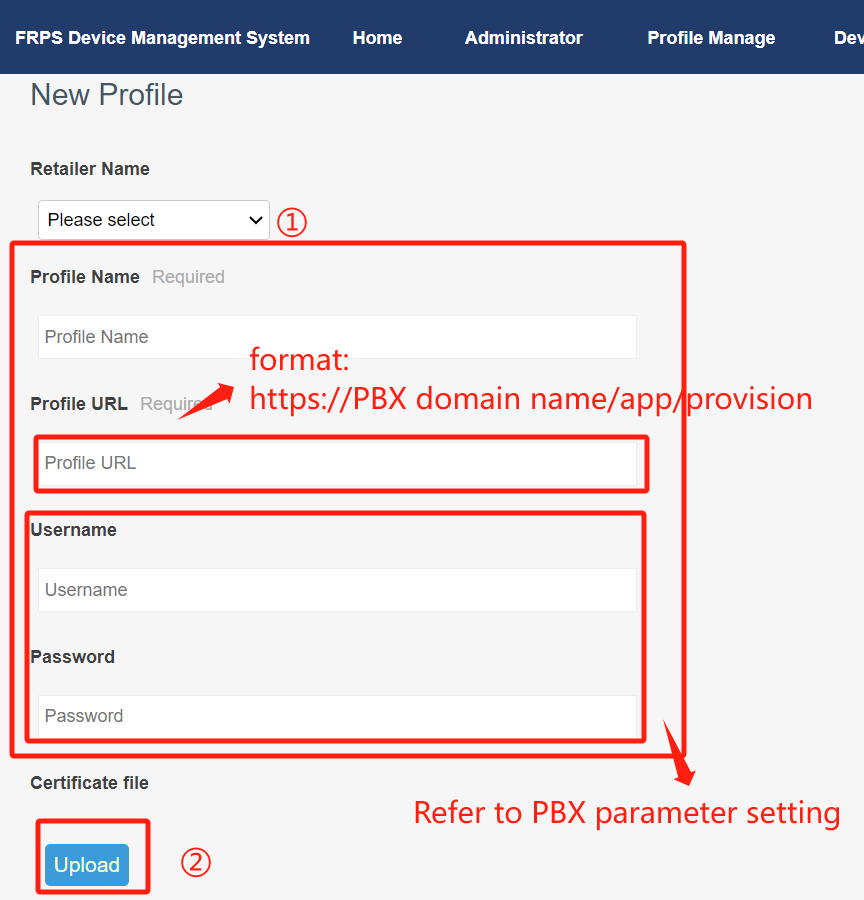 FRPS Device Management System Home Administrator Profile Manage Dev
New Profile
Retailer Name
Please select ①
Profile Name Required
Profile Name
format:
Profile URL Required https://PBX domain name/app/provision
Profile URL
Username
Username
Password
Password
Certificate file
Refer to PBX parameter setting
Upload ②